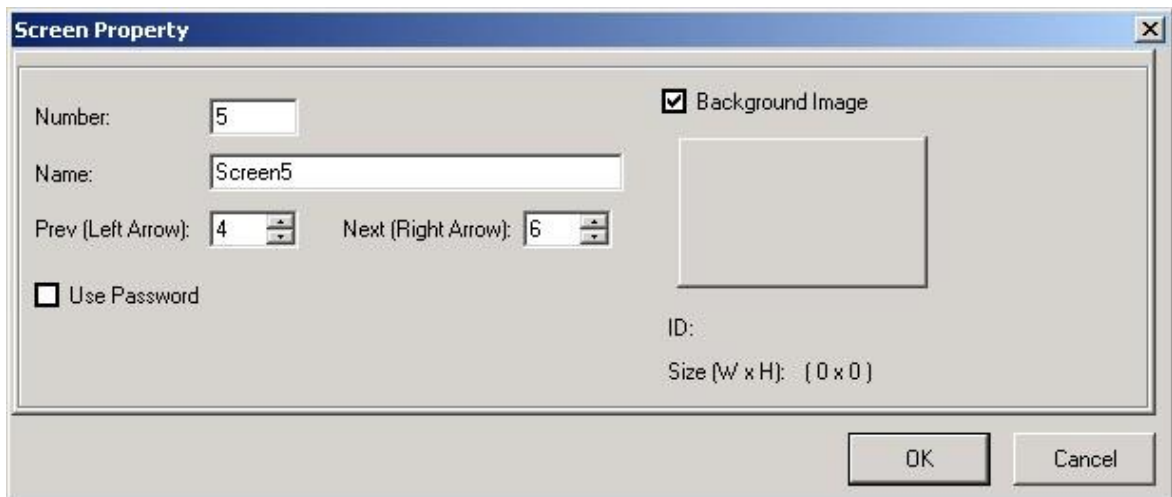 Screen Property
Number: 5
Name: Screen5
Prev (Left Arrow): 4 Next (Right Arrow): 6
Use Password
Background Image
ID:
Size (W x H): ( 0 x 0 )
OK Cancel